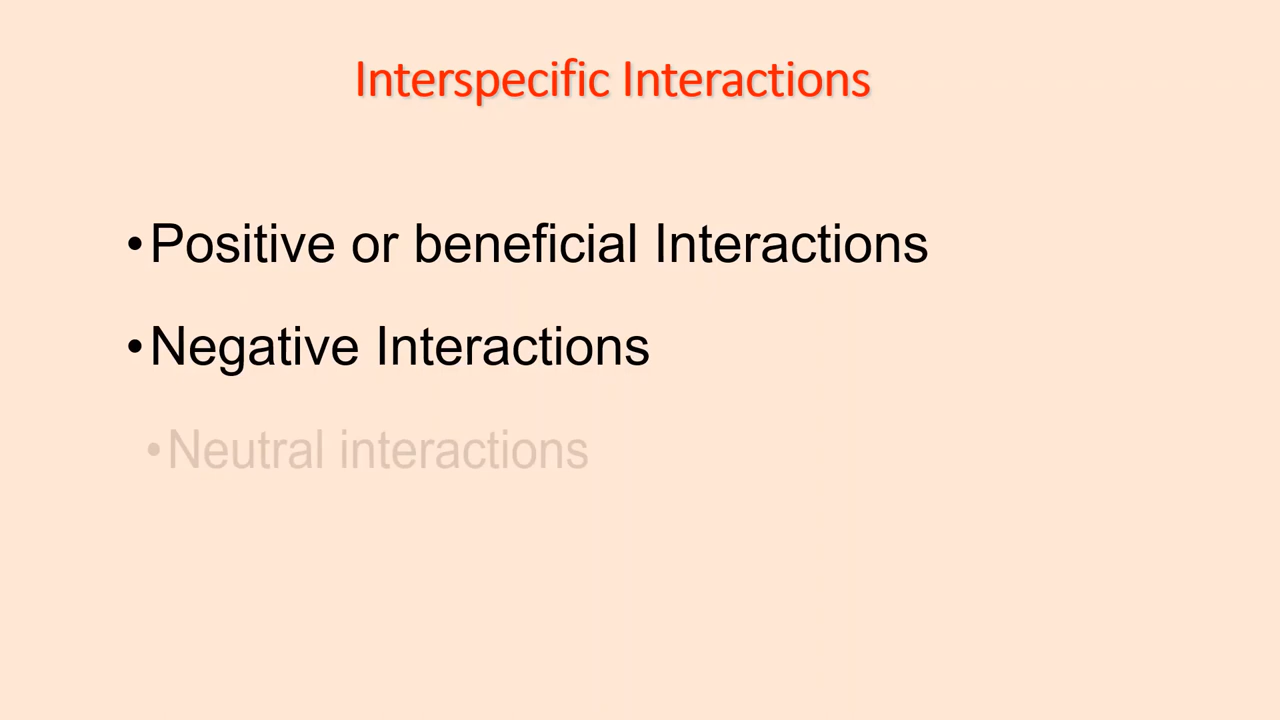 Interspecific Interactions
•Positive or beneficial Interactions
•Negative Interactions
•Neutral interactions